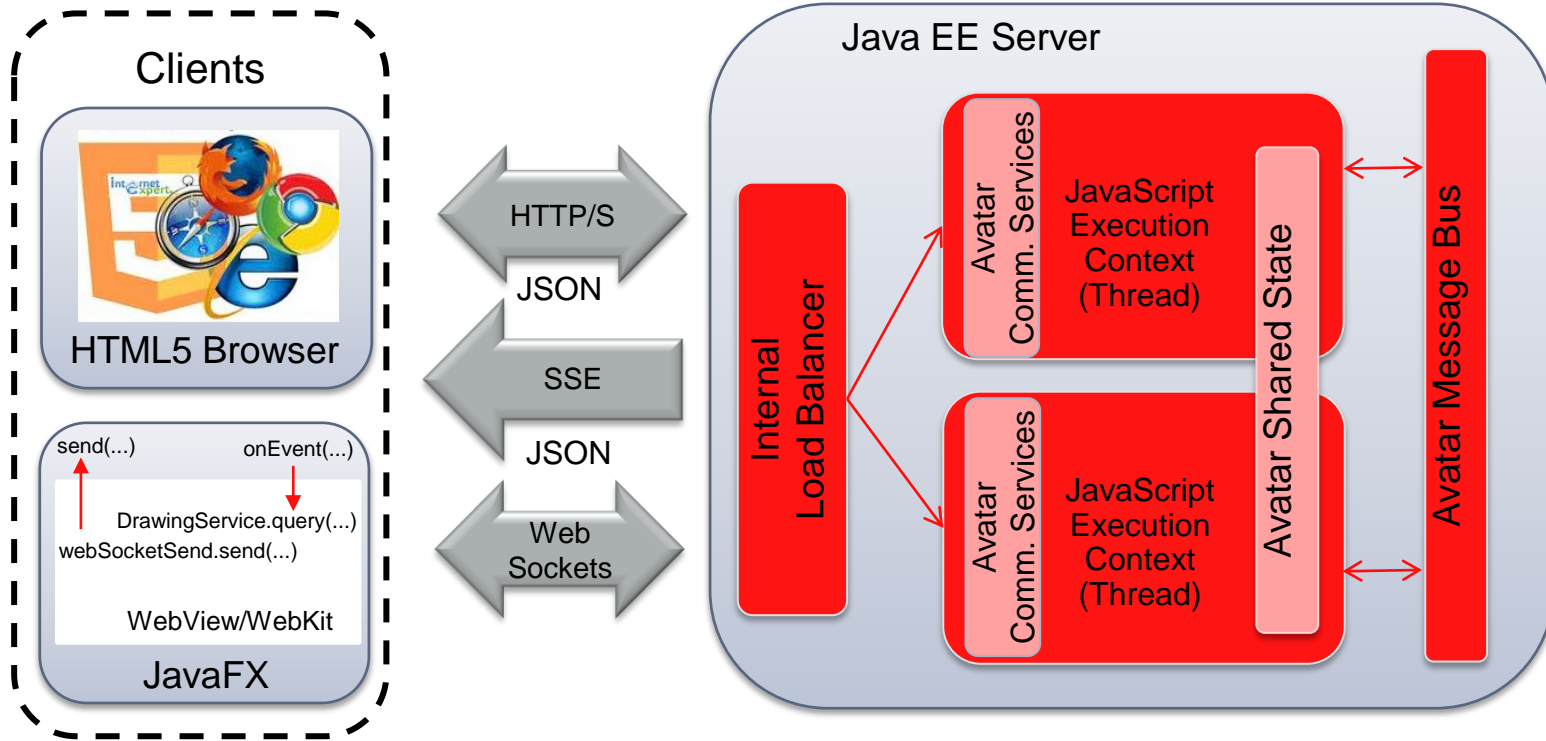 Clients
Internet
Expert
HTML5 Browser
send(...)
onEvent(...)
DrawingService.query(...)
webSocketSend.send(...)
WebView/WebKit
JavaFX
HTTP/S
JSON
SSE
JSON
Web
Sockets
Java EE Server
Internal
Load Balancer
Avatar
Comm. Services
JavaScript
Execution
Context
(Thread)
Avatar
Comm. Services
JavaScript
Execution
Context
(Thread)
Avatar Shared State
Avatar Message Bus